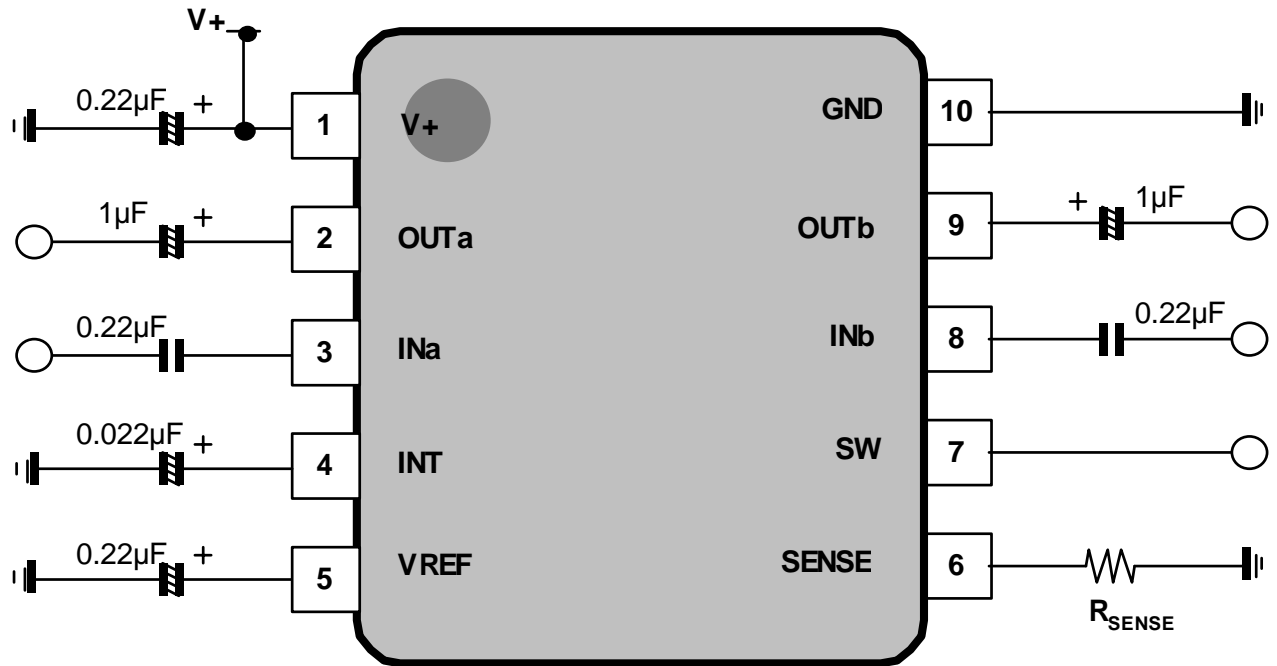 V+
0.22µF +
1
V+
GND
10
1µF +
2
OUTa
OUTb
9
+ 1µF
0.22µF
3
INa
INb
8
0.22µF
0.022µF +
4
INT
SW
7
0.22µF +
5
VREF
SENSE
6
RSENSE